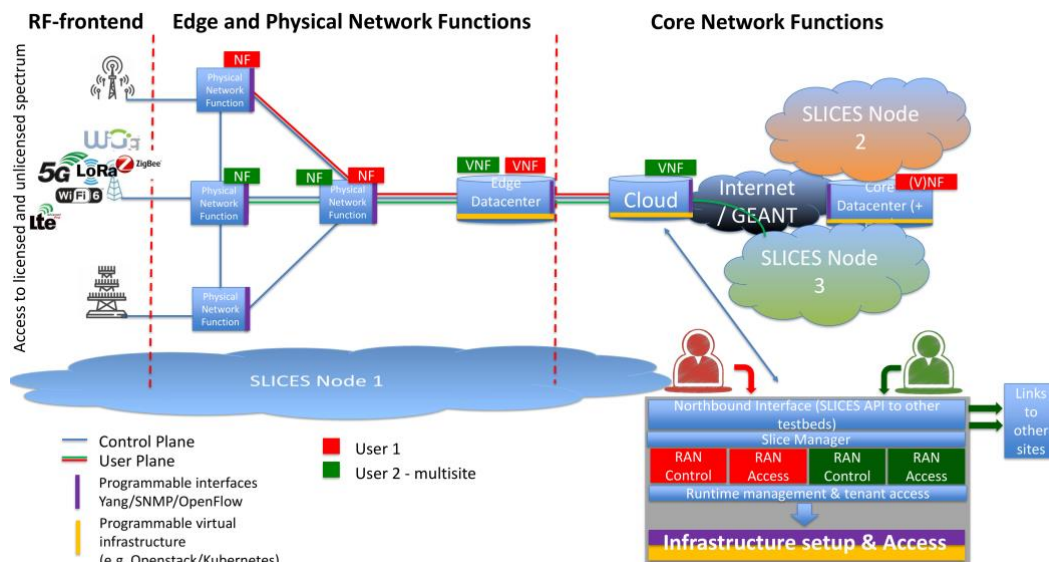 RF-frontend
Edge and Physical Network Functions
Core Network Functions
Access to licensed and unlicensed spectrum
NF
Physical
Network
Function
5G
LoRa
ZigBee
WiFi 6
lte
NF
Physical
Network
Function
NF
NF
Physical
Network
Function
Physical
Network
Function
VNF
VNF
Edge
Datacenter
VNF
Cloud
Internet
/ GEANT
SLICES Node
2
(V)NF
Core
Datacenter (+
SLICES Node
3
SLICES Node 1
Control Plane
User Plane
Programmable interfaces
Yang/SNMP/OpenFlow
Programmable virtual
infrastructure
(e.g. Openstack/Kubernetes)
User 1
User 2 - multisite
Northbound Interface (SLICES API to other
testbeds)
Slice Manager
RAN
Control
RAN
Access
RAN
Control
RAN
Access
Runtime management & tenant access
Infrastructure setup & Access
Links
to
other
sites